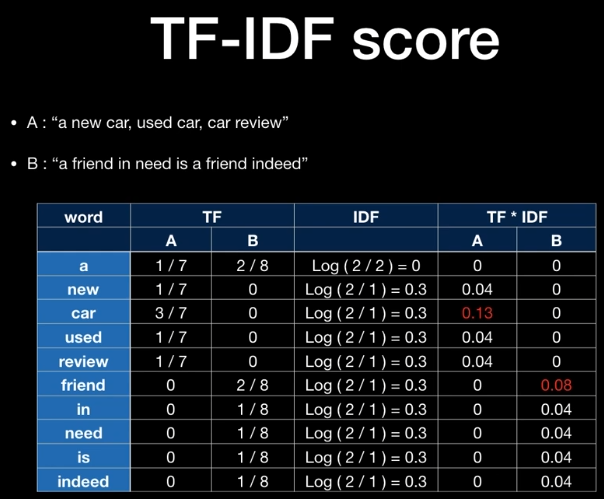 TF-IDF score
• A : “a new car, used car, car review”
• B : “a friend in need is a friend indeed”
word TF IDF TF * IDF
A B A B
a 1 / 7 2 / 8 Log ( 2 / 2 ) = 0 0 0
new 1 / 7 0 Log ( 2 / 1 ) = 0.3 0.04 0
car 3 / 7 0 Log ( 2 / 1 ) = 0.3 0.13 0
used 1 / 7 0 Log ( 2 / 1 ) = 0.3 0.04 0
review 1 / 7 0 Log ( 2 / 1 ) = 0.3 0.04 0
friend 0 2 / 8 Log ( 2 / 1 ) = 0.3 0 0.08
in 0 1 / 8 Log ( 2 / 1 ) = 0.3 0 0.04
need 0 1 / 8 Log ( 2 / 1 ) = 0.3 0 0.04
is 0 1 / 8 Log ( 2 / 1 ) = 0.3 0 0.04
indeed 0 1 / 8 Log ( 2 / 1 ) = 0.3 0 0.04